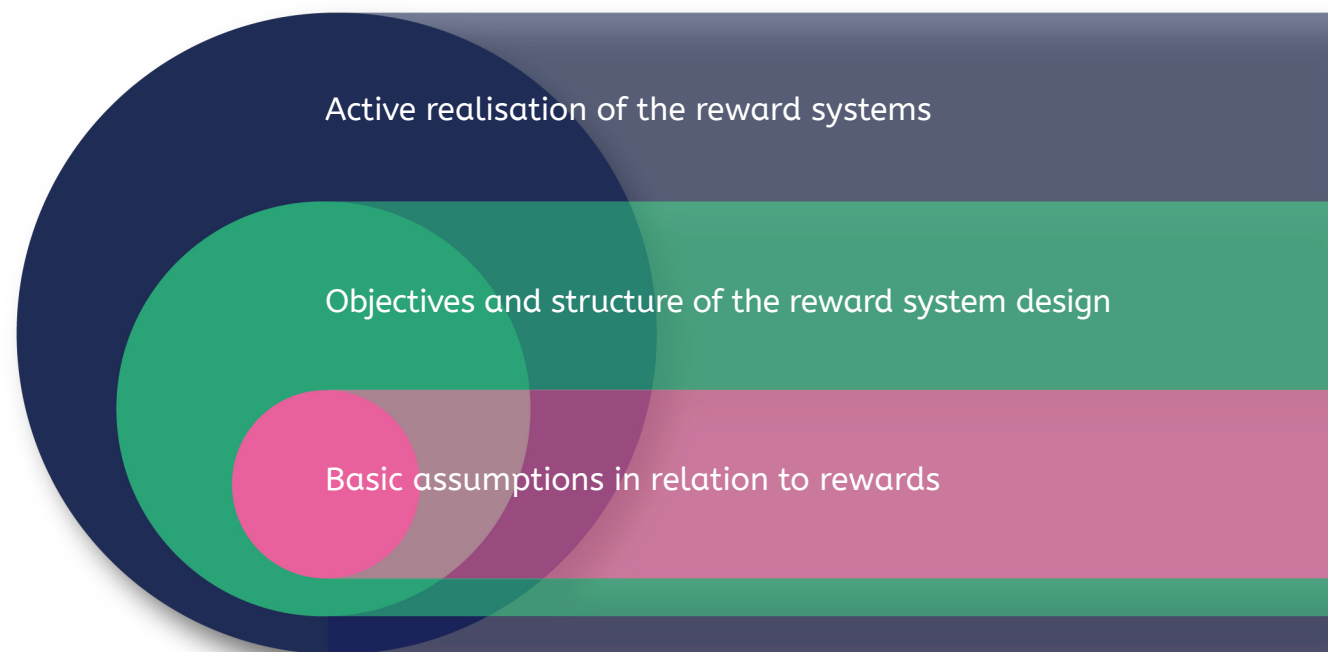 Active realisation of the reward systems
Objectives and structure of the reward system design
Basic assumptions in relation to rewards